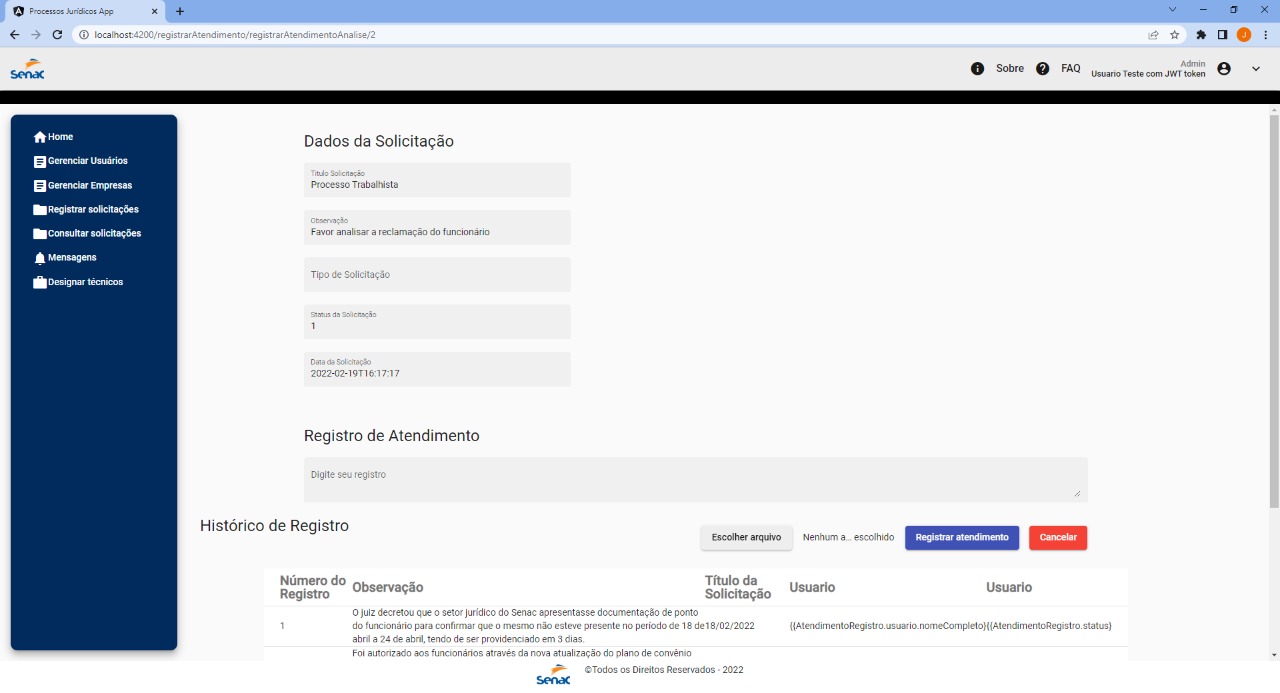 Processos Jurídicos App
localhost:4200/registrarAtendimento/registrarAtendimentoAnalise/2
J
Senac
Sobre
FAQ
Admin
Usuario Teste com JWT token
Home
Gerenciar Usuários
Gerenciar Empresas
Registrar solicitações
Consultar solicitações
Mensagens
Designar técnicos
Dados da Solicitação
Titulo Solicitação
Processo Trabalhista
Observação
Favor analisar a reclamação do funcionário
Tipo de Solicitação
Status da Solicitação
1
Data da Solicitação
2022-02-19T16:17:17
Registro de Atendimento
Digite seu registro
Histórico de Registro
Escolher arquivo
Nenhum a... escolhido
Registrar atendimento
Cancelar
Número do
Registro
Observação
Título da
Solicitação
Usuario
Usuario
1
O juiz decretou que o setor jurídico do Senac apresentasse documentação de ponto
do funcionário para confirmar que o mesmo não esteve presente no período de 18 de
abril a 24 de abril, tendo de ser providenciado em 3 dias.
18/02/2022
{{AtendimentoRegistro.usuario.nomeCompleto}
{{AtendimentoRegistro.status}
Foi autorizado aos funcionários através da nova atualização do plano de convênio
Senac
©Todos os Direitos Reservados - 2022